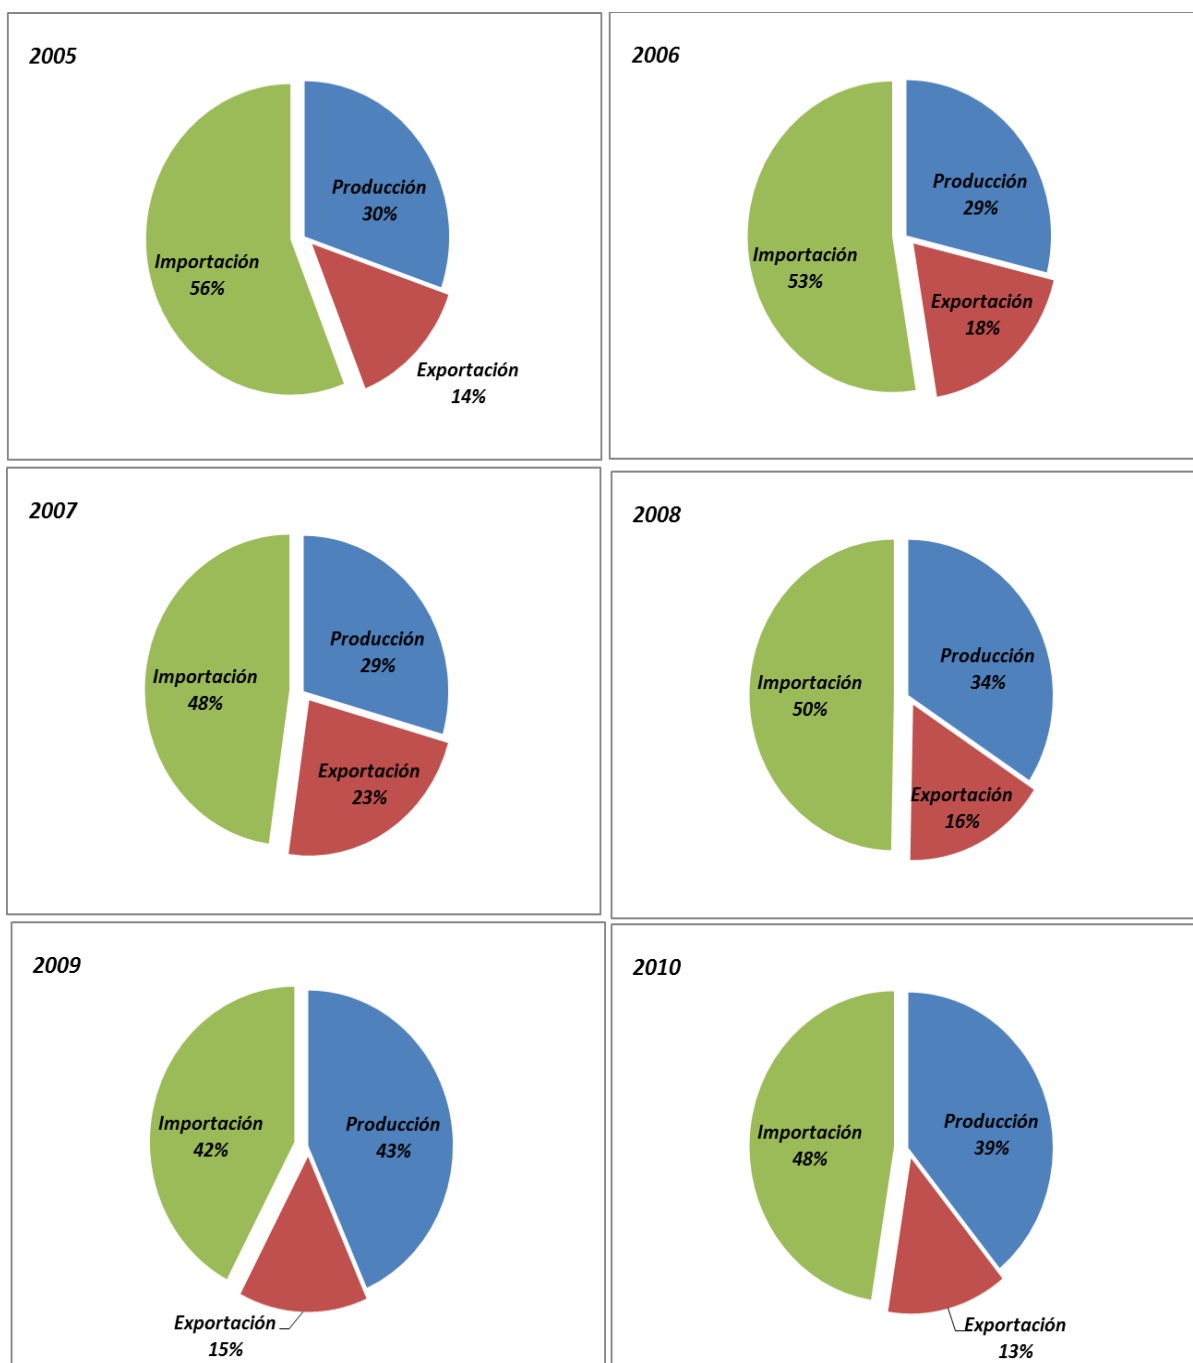 2005
Producción
30%
Importación
56%
Exportación
14%
2006
Producción
29%
Importación
53%
Exportación
18%
2007
Producción
29%
Importación
48%
Exportación
23%
2008
Producción
34%
Importación
50%
Exportación
16%
2009
Importación
42%
Producción
43%
Exportación
15%
2010
Producción
39%
Importación
48%
Exportación
13%